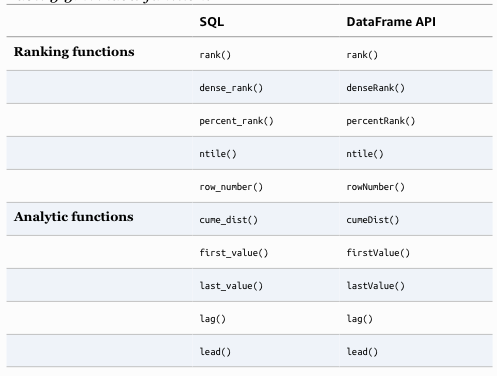 SQL DataFrame API
Ranking functions rank() rank()
dense_rank() denseRank()
percent_rank() percentRank()
ntile() ntile()
row_number() rowNumber()
Analytic functions cume_dist() cumeDist()
first_value() firstValue()
last_value() lastValue()
lag() lag()
lead() lead()